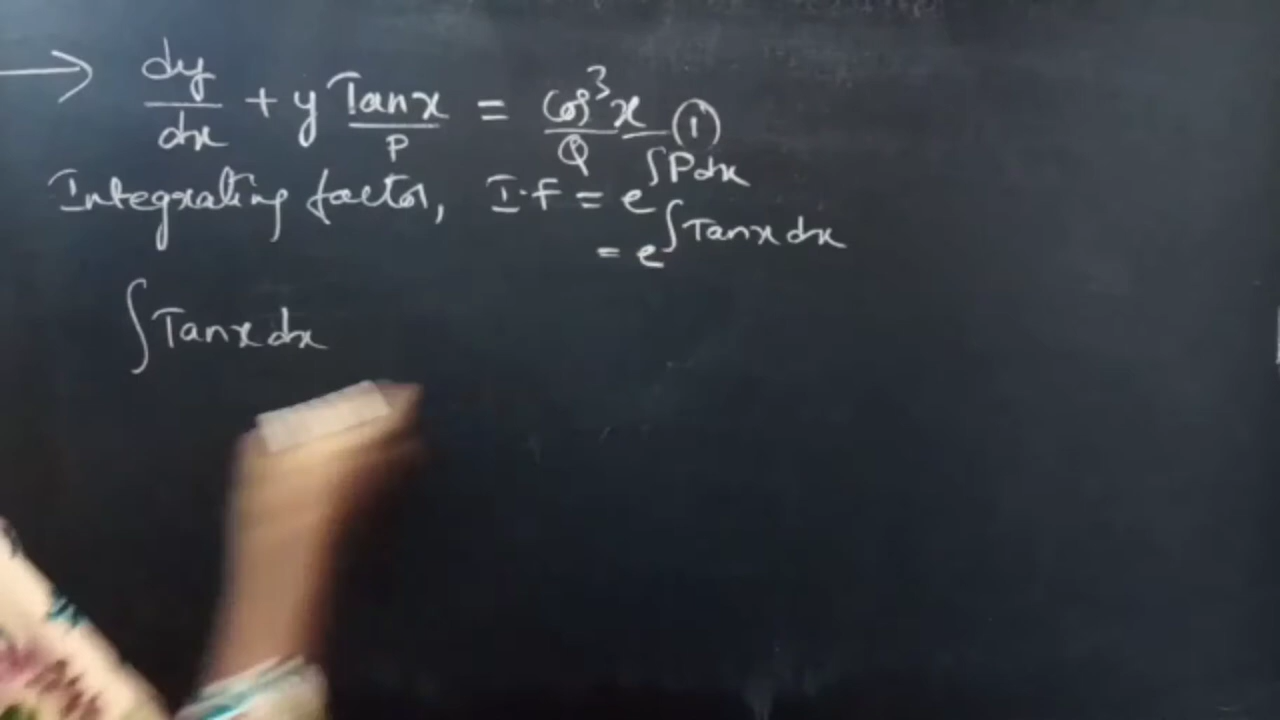 → dy/dx + y Tanx = cos³x — ①
P Q
Integrating factor, I.F = e^∫Pdx
= e^∫Tanx dx
∫Tanx dx